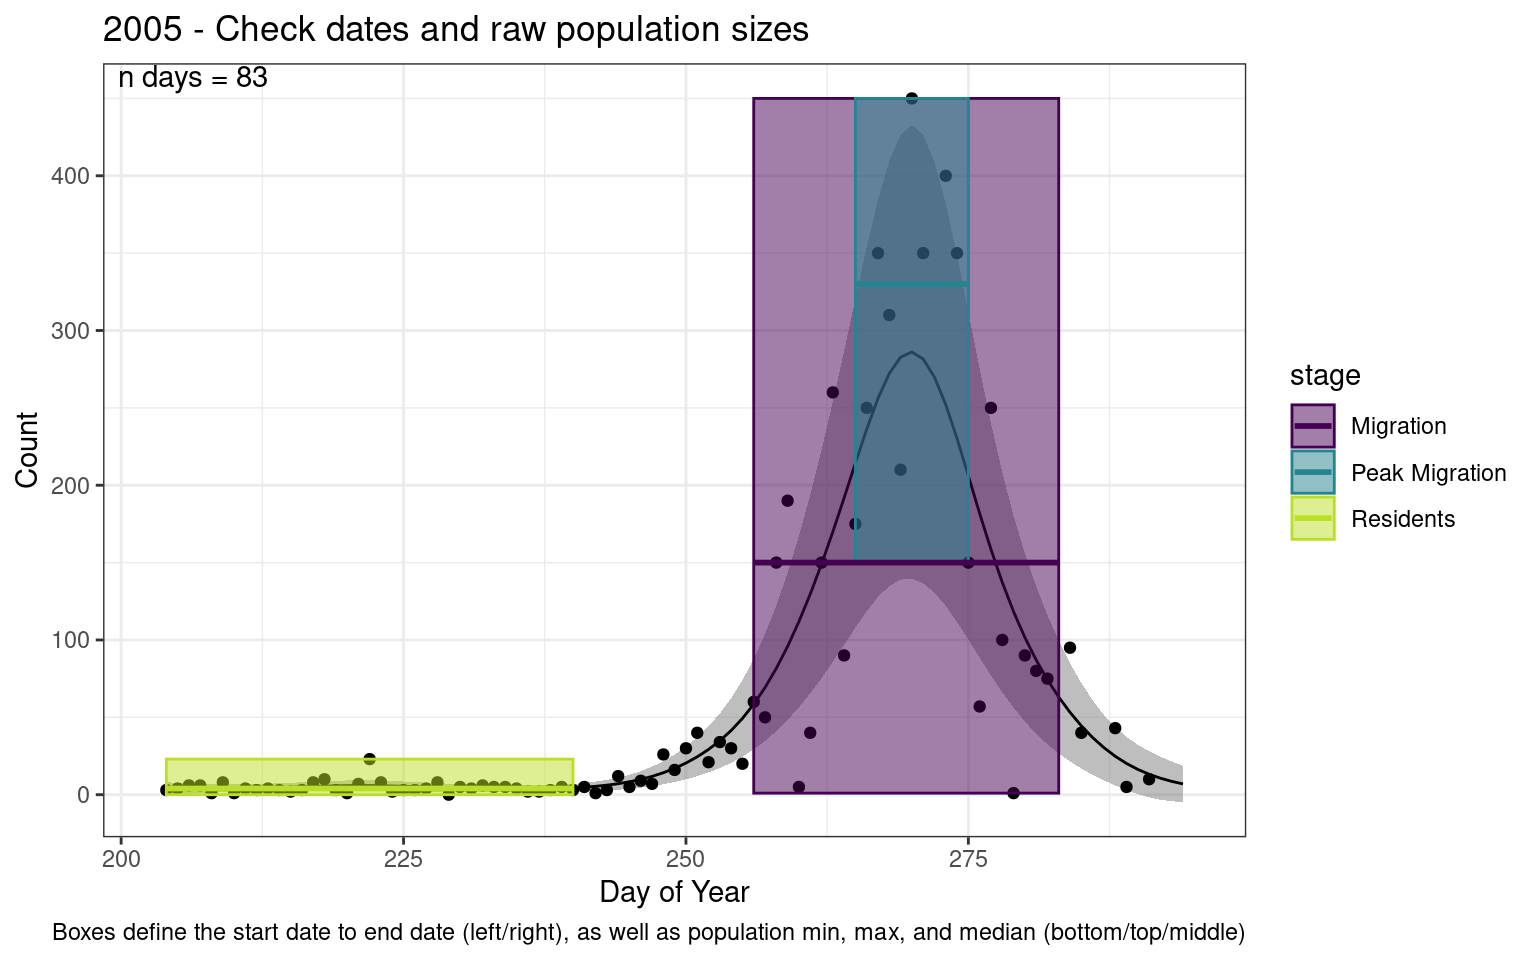 2005 - Check dates and raw population sizes
n days = 83
400
300
200
100
0
Count
200
225
250
275
Day of Year
stage
Migration
Peak Migration
Residents
Boxes define the start date to end date (left/right), as well as population min, max, and median (bottom/top/middle)